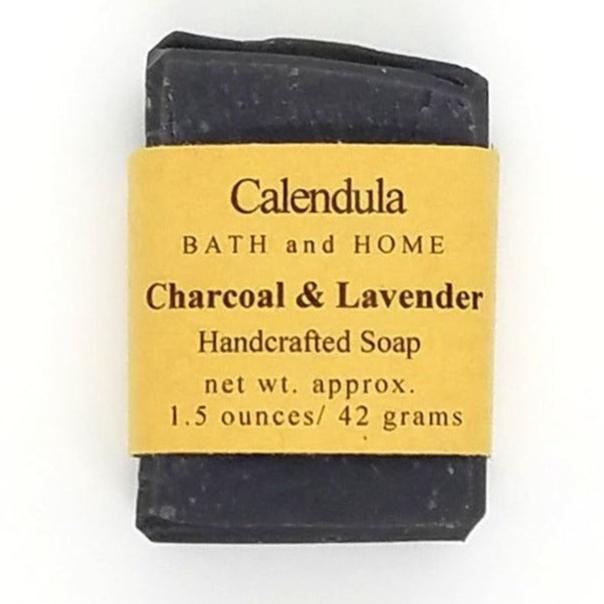 Calendula
BATH and HOME
Charcoal & Lavender
Handcrafted Soap
net wt. approx.
1.5 ounces/ 42 grams